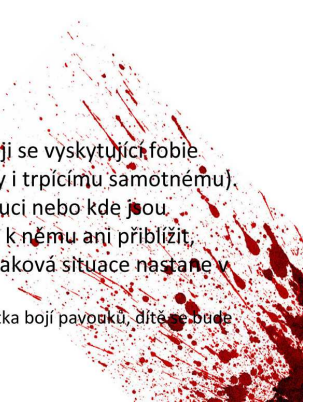 ji se vyskytující fobie
y i trpícímu samotnému).
uci nebo kde jsou
k němu ani přiblížit,
aková situace nastane v
ka bojí pavouků, dítě se bude